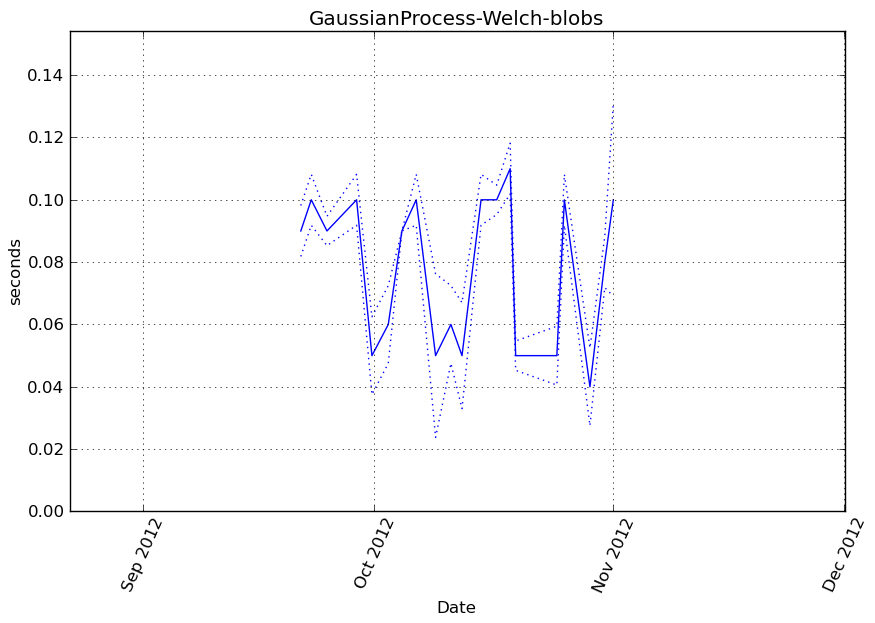 GaussianProcess-Welch-blobs
0.14
0.12
0.10
0.08
0.06
0.04
0.02
0.00
seconds
Sep 2012
Oct 2012
Nov 2012
Dec 2012
Date